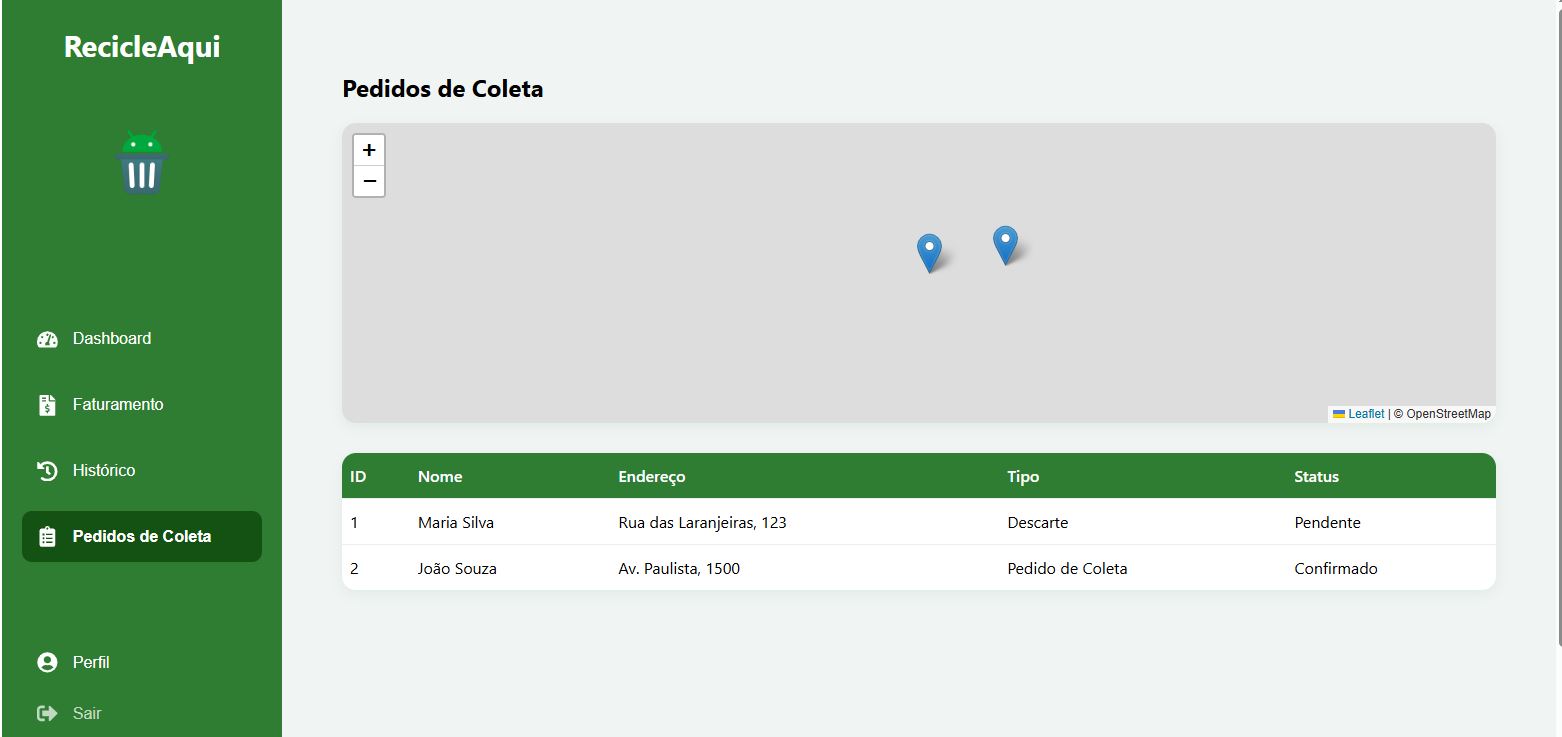 RecicleAqui
Dashboard
Faturamento
Histórico
Pedidos de Coleta
Perfil
Sair
Pedidos de Coleta
+
−
Leaflet | © OpenStreetMap
ID Nome Endereço Tipo Status
1 Maria Silva Rua das Laranjeiras, 123 Descarte Pendente
2 João Souza Av. Paulista, 1500 Pedido de Coleta Confirmado